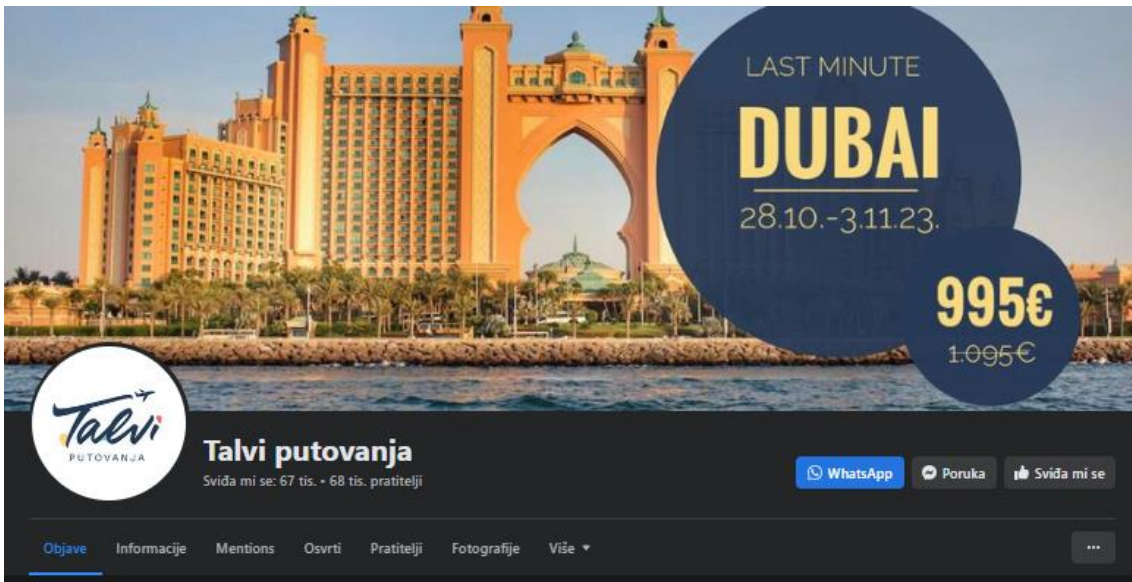 LAST MINUTE
DUBAI
28.10.-3.11.23.
995€
1.095€
Talvi
PUTOVANJA
Talvi putovanja
Sviđa mi se: 67 tis. • 68 tis. pratitelji
WhatsApp
Poruka
Sviđa mi se
Objave
Informacije
Mentions
Osvrti
Pratitelji
Fotografije
Više